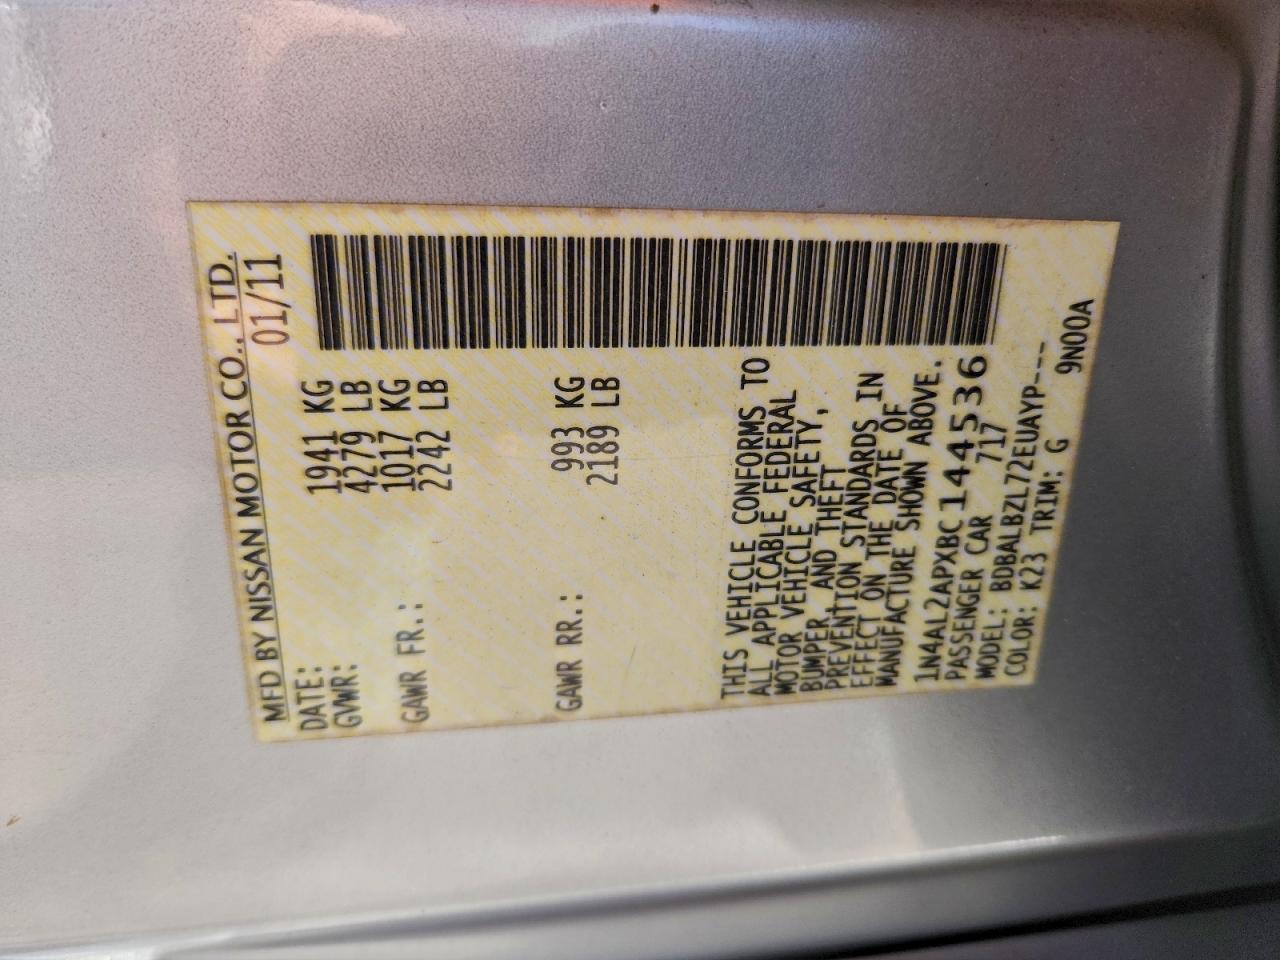 MFD BY NISSAN MOTOR CO., LTD.
DATE: 01/11
GVWR: 1941 KG
4279 LB
GAWR FR.: 1017 KG
2242 LB
GAWR RR.: 993 KG
2189 LB
THIS VEHICLE CONFORMS TO
ALL APPLICABLE FEDERAL
MOTOR VEHICLE SAFETY,
BUMPER, AND THEFT
PREVENTION STANDARDS IN
EFFECT ON THE DATE OF
MANUFACTURE SHOWN ABOVE.
1N4AL2APXBC144536
PASSENGER CAR 717
MODEL: BDBALBZL72EUAYP---
COLOR: K23 TRIM: G 9N00A